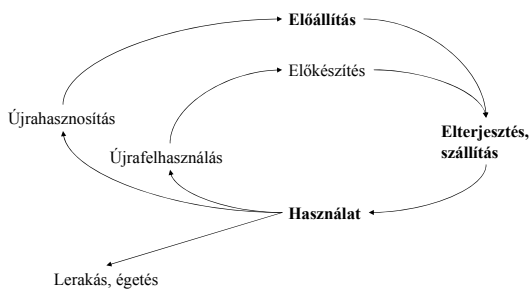 Előállítás
Előkészítés
Újrahasznosítás
Elterjesztés,
szállítás
Újrafelhasználás
Használat
Lerakás, égetés